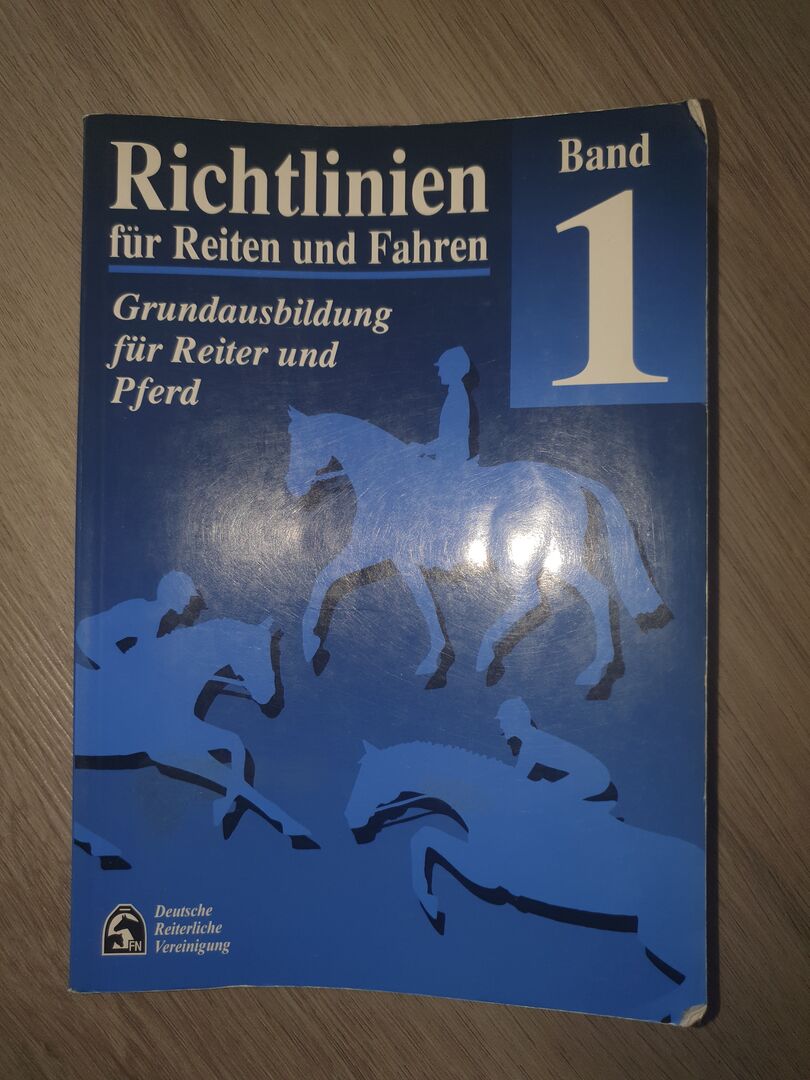 Richtlinien
für Reiten und Fahren
Grundausbildung
für Reiter und
Pferd
Band
1
FN
Deutsche
Reiterliche
Vereinigung